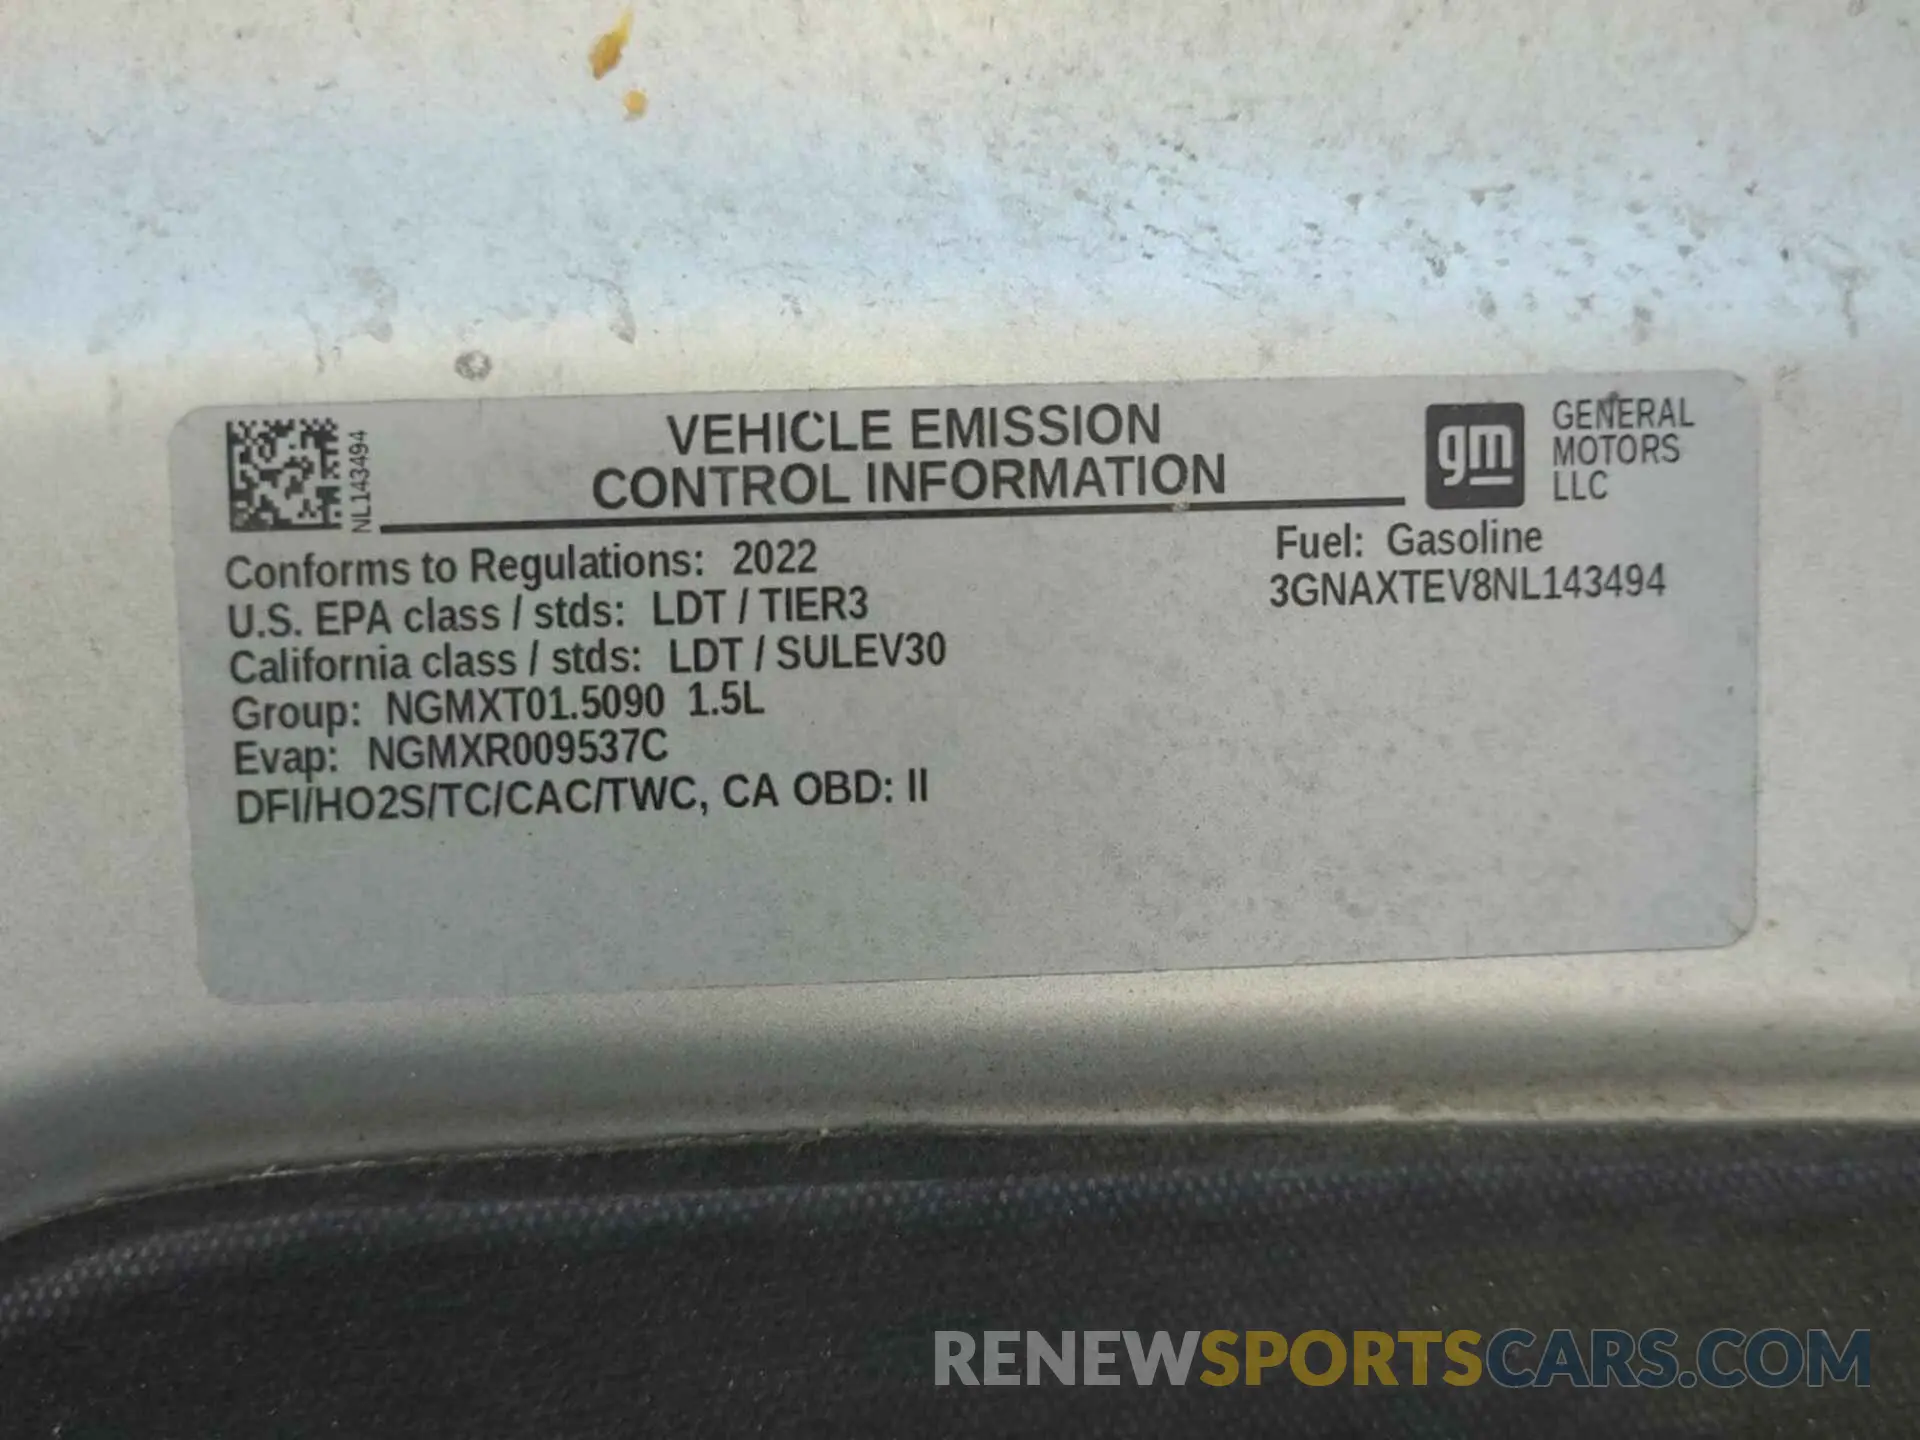 NL143494
VEHICLE EMISSION
CONTROL INFORMATION
gm
GENERAL
MOTORS
LLC
Conforms to Regulations: 2022
U.S. EPA class / stds: LDT / TIER3
California class / stds: LDT / SULEV30
Group: NGMXT01.5090 1.5L
Evap: NGMXR009537C
DFI/HO2S/TC/CAC/TWC, CA OBD: II
Fuel: Gasoline
3GNAXTEV8NL143494
RENEWSPORTSCARS.COM